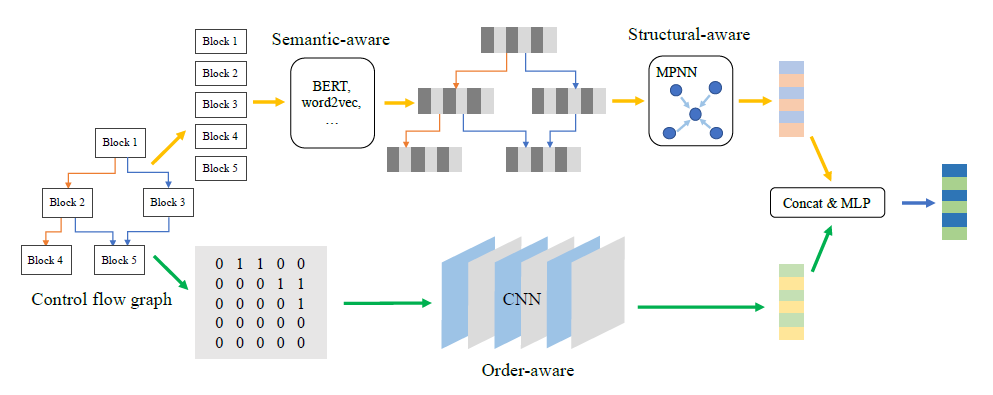 Block 1
Block 2
Block 3
Block 4
Block 5
Semantic-aware
BERT,
word2vec,
…
Structural-aware
MPNN
Block 1
Block 2
Block 3
Block 4
Block 5
Control flow graph
0 1 1 0 0
0 0 0 1 1
0 0 0 0 1
0 0 0 0 0
0 0 0 0 0
CNN
Order-aware
Concat & MLP